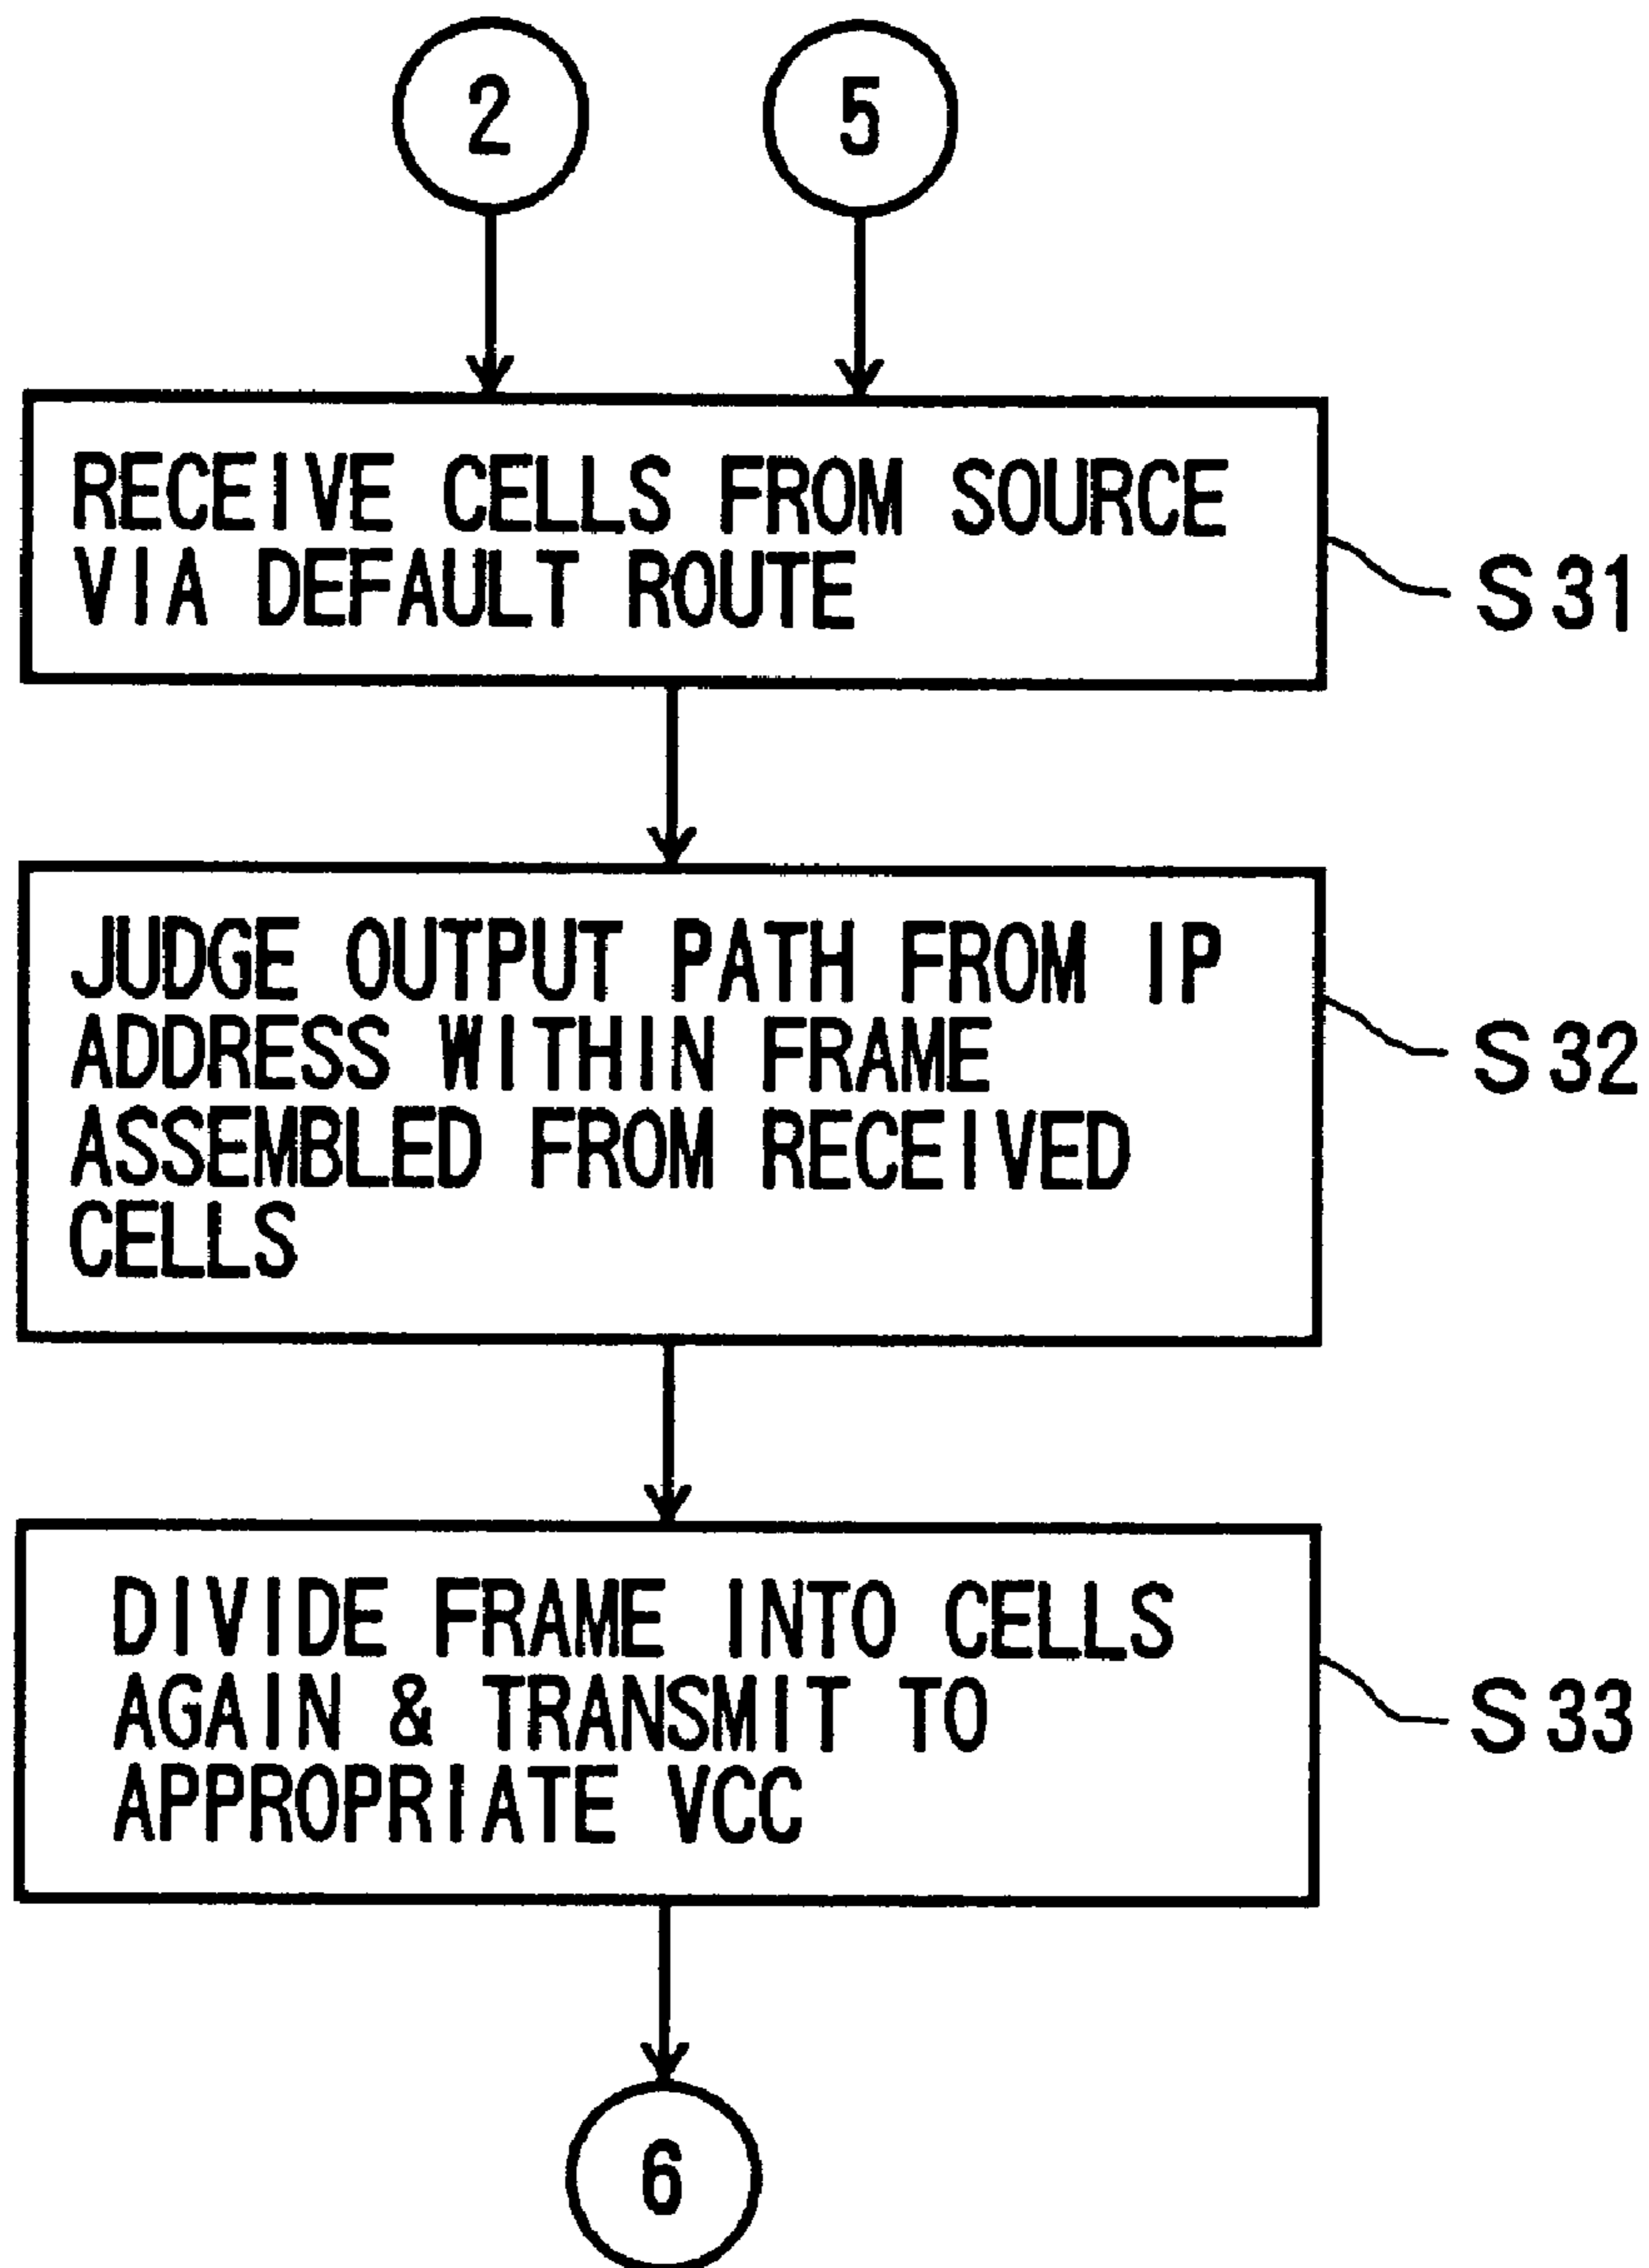 2
5
RECEIVE CELLS FROM SOURCE
VIA DEFAULT ROUTE
S31
JUDGE OUTPUT PATH FROM IP
ADDRESS WITHIN FRAME
ASSEMBLED FROM RECEIVED
CELLS
S32
DIVIDE FRAME INTO CELLS
AGAIN & TRANSMIT TO
APPROPRIATE VCC
S33
6